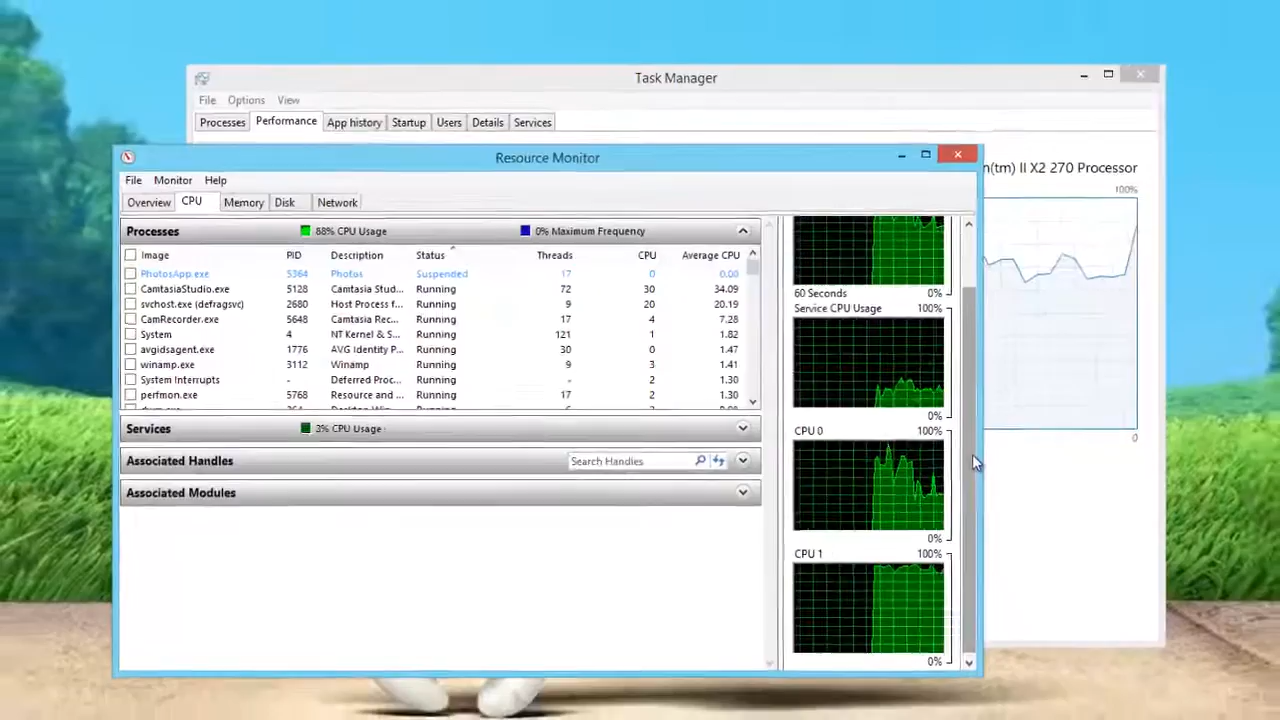 Task Manager
File Options View
Processes Performance App history Startup Users Details Services
Resource Monitor
n(tm) II X2 270 Processor
100%
File Monitor Help
Overview CPU Memory Disk Network
Processes 88% CPU Usage 0% Maximum Frequency
Image PID Description Status Threads CPU Average CPU
PhotosApp.exe 5364 Photos Suspended 17 0 0.00
CamtasiaStudio.exe 5128 Camtasia Stud... Running 72 30 34.09
svchost.exe (defragsvc) 2680 Host Process f... Running 9 20 20.19
CamRecorder.exe 5648 Camtasia Rec... Running 17 4 7.28
System 4 NT Kernel & S... Running 121 1 1.82
avgidsagent.exe 1776 AVG Identity P... Running 30 0 1.47
winamp.exe 3112 Winamp Running 9 3 1.41
System Interrupts - Deferred Proc... Running - 2 1.30
perfmon.exe 5768 Resource and ... Running 17 2 1.30
Services 3% CPU Usage
Associated Handles Search Handles
Associated Modules
60 Seconds 0%
Service CPU Usage 100%
0%
CPU 0 100%
0%
CPU 1 100%
0%
0